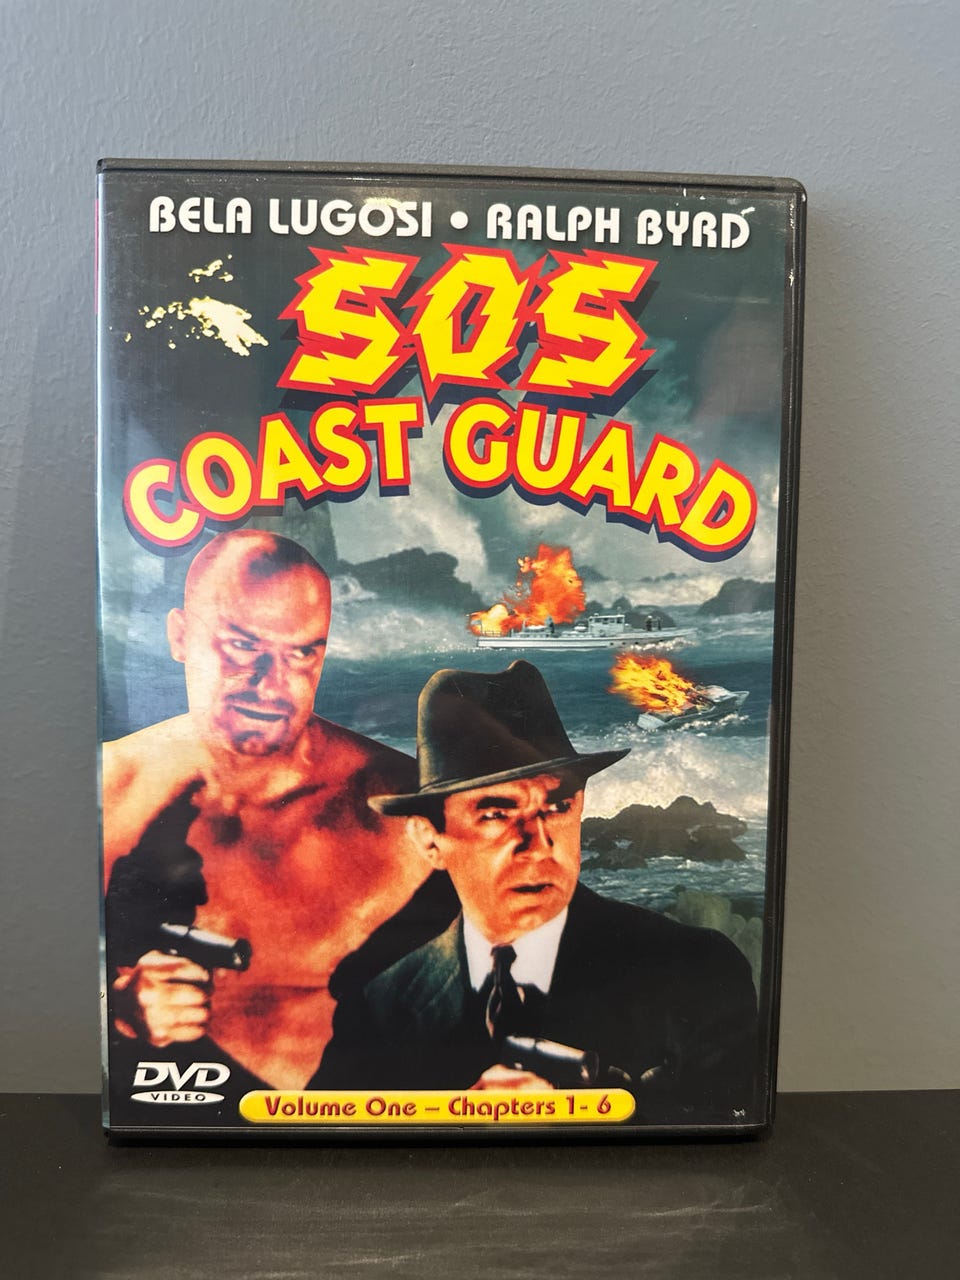 BELA LUGOSI • RALPH BYRD
SOS
COAST GUARD
DVD
VIDEO
Volume One – Chapters 1-6